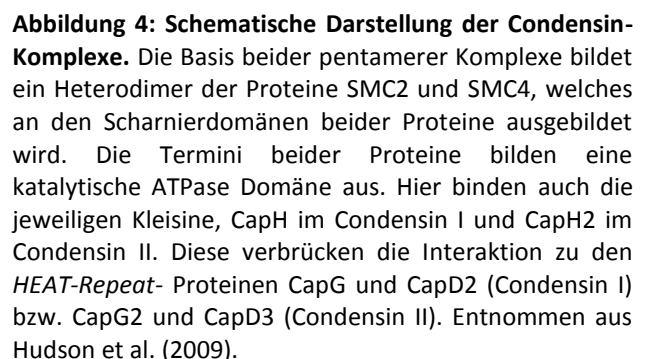 Abbildung 4: Schematische Darstellung der Condensin-
Komplexe. Die Basis beider pentamerer Komplexe bildet
ein Heterodimer der Proteine SMC2 und SMC4, welches
an den Scharnierdomänen beider Proteine ausgebildet
wird. Die Termini beider Proteine bilden eine
katalytische ATPase Domäne aus. Hier binden auch die
jeweiligen Kleisine, CapH im Condensin I und CapH2 im
Condensin II. Diese verbrücken die Interaktion zu den
HEAT-Repeat- Proteinen CapG und CapD2 (Condensin I)
bzw. CapG2 und CapD3 (Condensin II). Entnommen aus
Hudson et al. (2009).